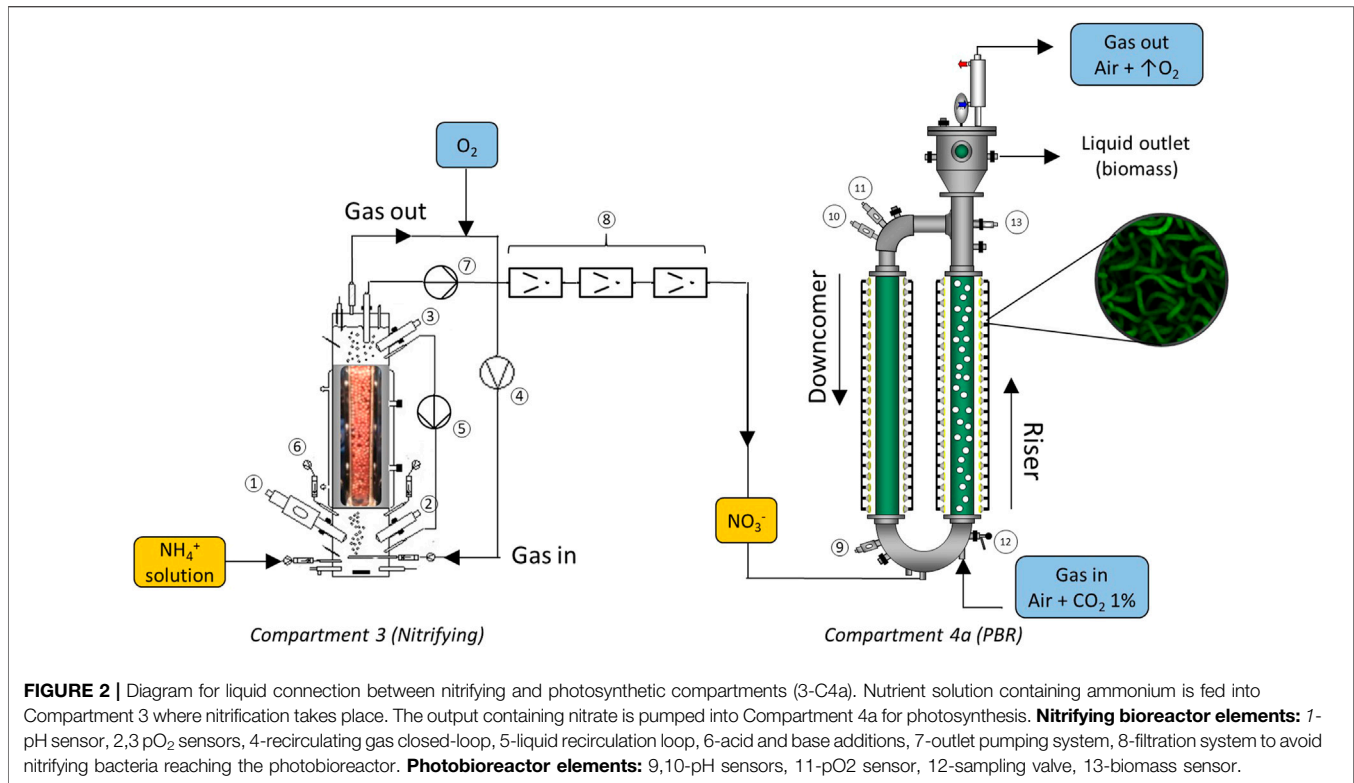 Gas out
Air + ↑O₂
O₂
Liquid outlet
(biomass)
Gas out
⑧
⑪
⑩
⑬
⑦
③
Downcomer
④
⑤
Riser
⑥
①
②
NO₃⁻
⑨
⑫
NH₄⁺
solution
Gas in
Gas in
Air + CO₂ 1%
Compartment 3 (Nitrifying)
Compartment 4a (PBR)
FIGURE 2 | Diagram for liquid connection between nitrifying and photosynthetic compartments (3-C4a). Nutrient solution containing ammonium is fed into
Compartment 3 where nitrification takes place. The output containing nitrate is pumped into Compartment 4a for photosynthesis. Nitrifying bioreactor elements: 1-
pH sensor, 2,3 pO₂ sensors, 4-recirculating gas closed-loop, 5-liquid recirculation loop, 6-acid and base additions, 7-outlet pumping system, 8-filtration system to avoid
nitrifying bacteria reaching the photobioreactor. Photobioreactor elements: 9,10-pH sensors, 11-pO2 sensor, 12-sampling valve, 13-biomass sensor.